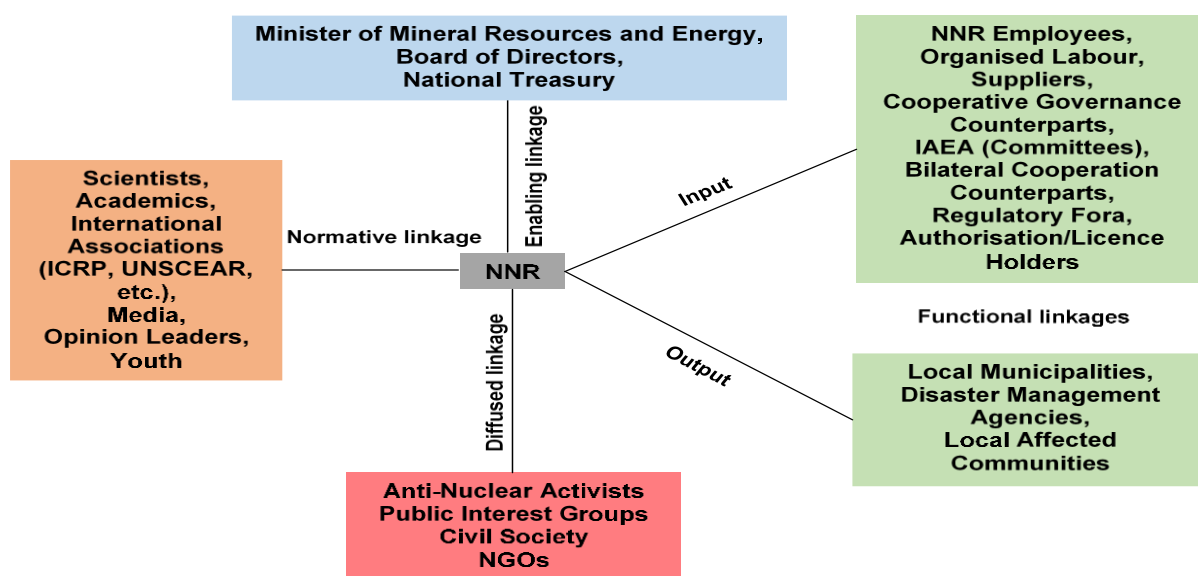 Minister of Mineral Resources and Energy,
Board of Directors,
National Treasury
NNR Employees,
Organised Labour,
Suppliers,
Cooperative Governance
Counterparts,
IAEA (Committees),
Bilateral Cooperation
Counterparts,
Regulatory Fora,
Authorisation/Licence
Holders
Enabling linkage
Input
Scientists,
Academics,
International
Associations
(ICRP, UNSCEAR,
etc.),
Media,
Opinion Leaders,
Youth
Normative linkage
NNR
Functional linkages
Diffused linkage
Output
Local Municipalities,
Disaster Management
Agencies,
Local Affected
Communities
Anti-Nuclear Activists
Public Interest Groups
Civil Society
NGOs